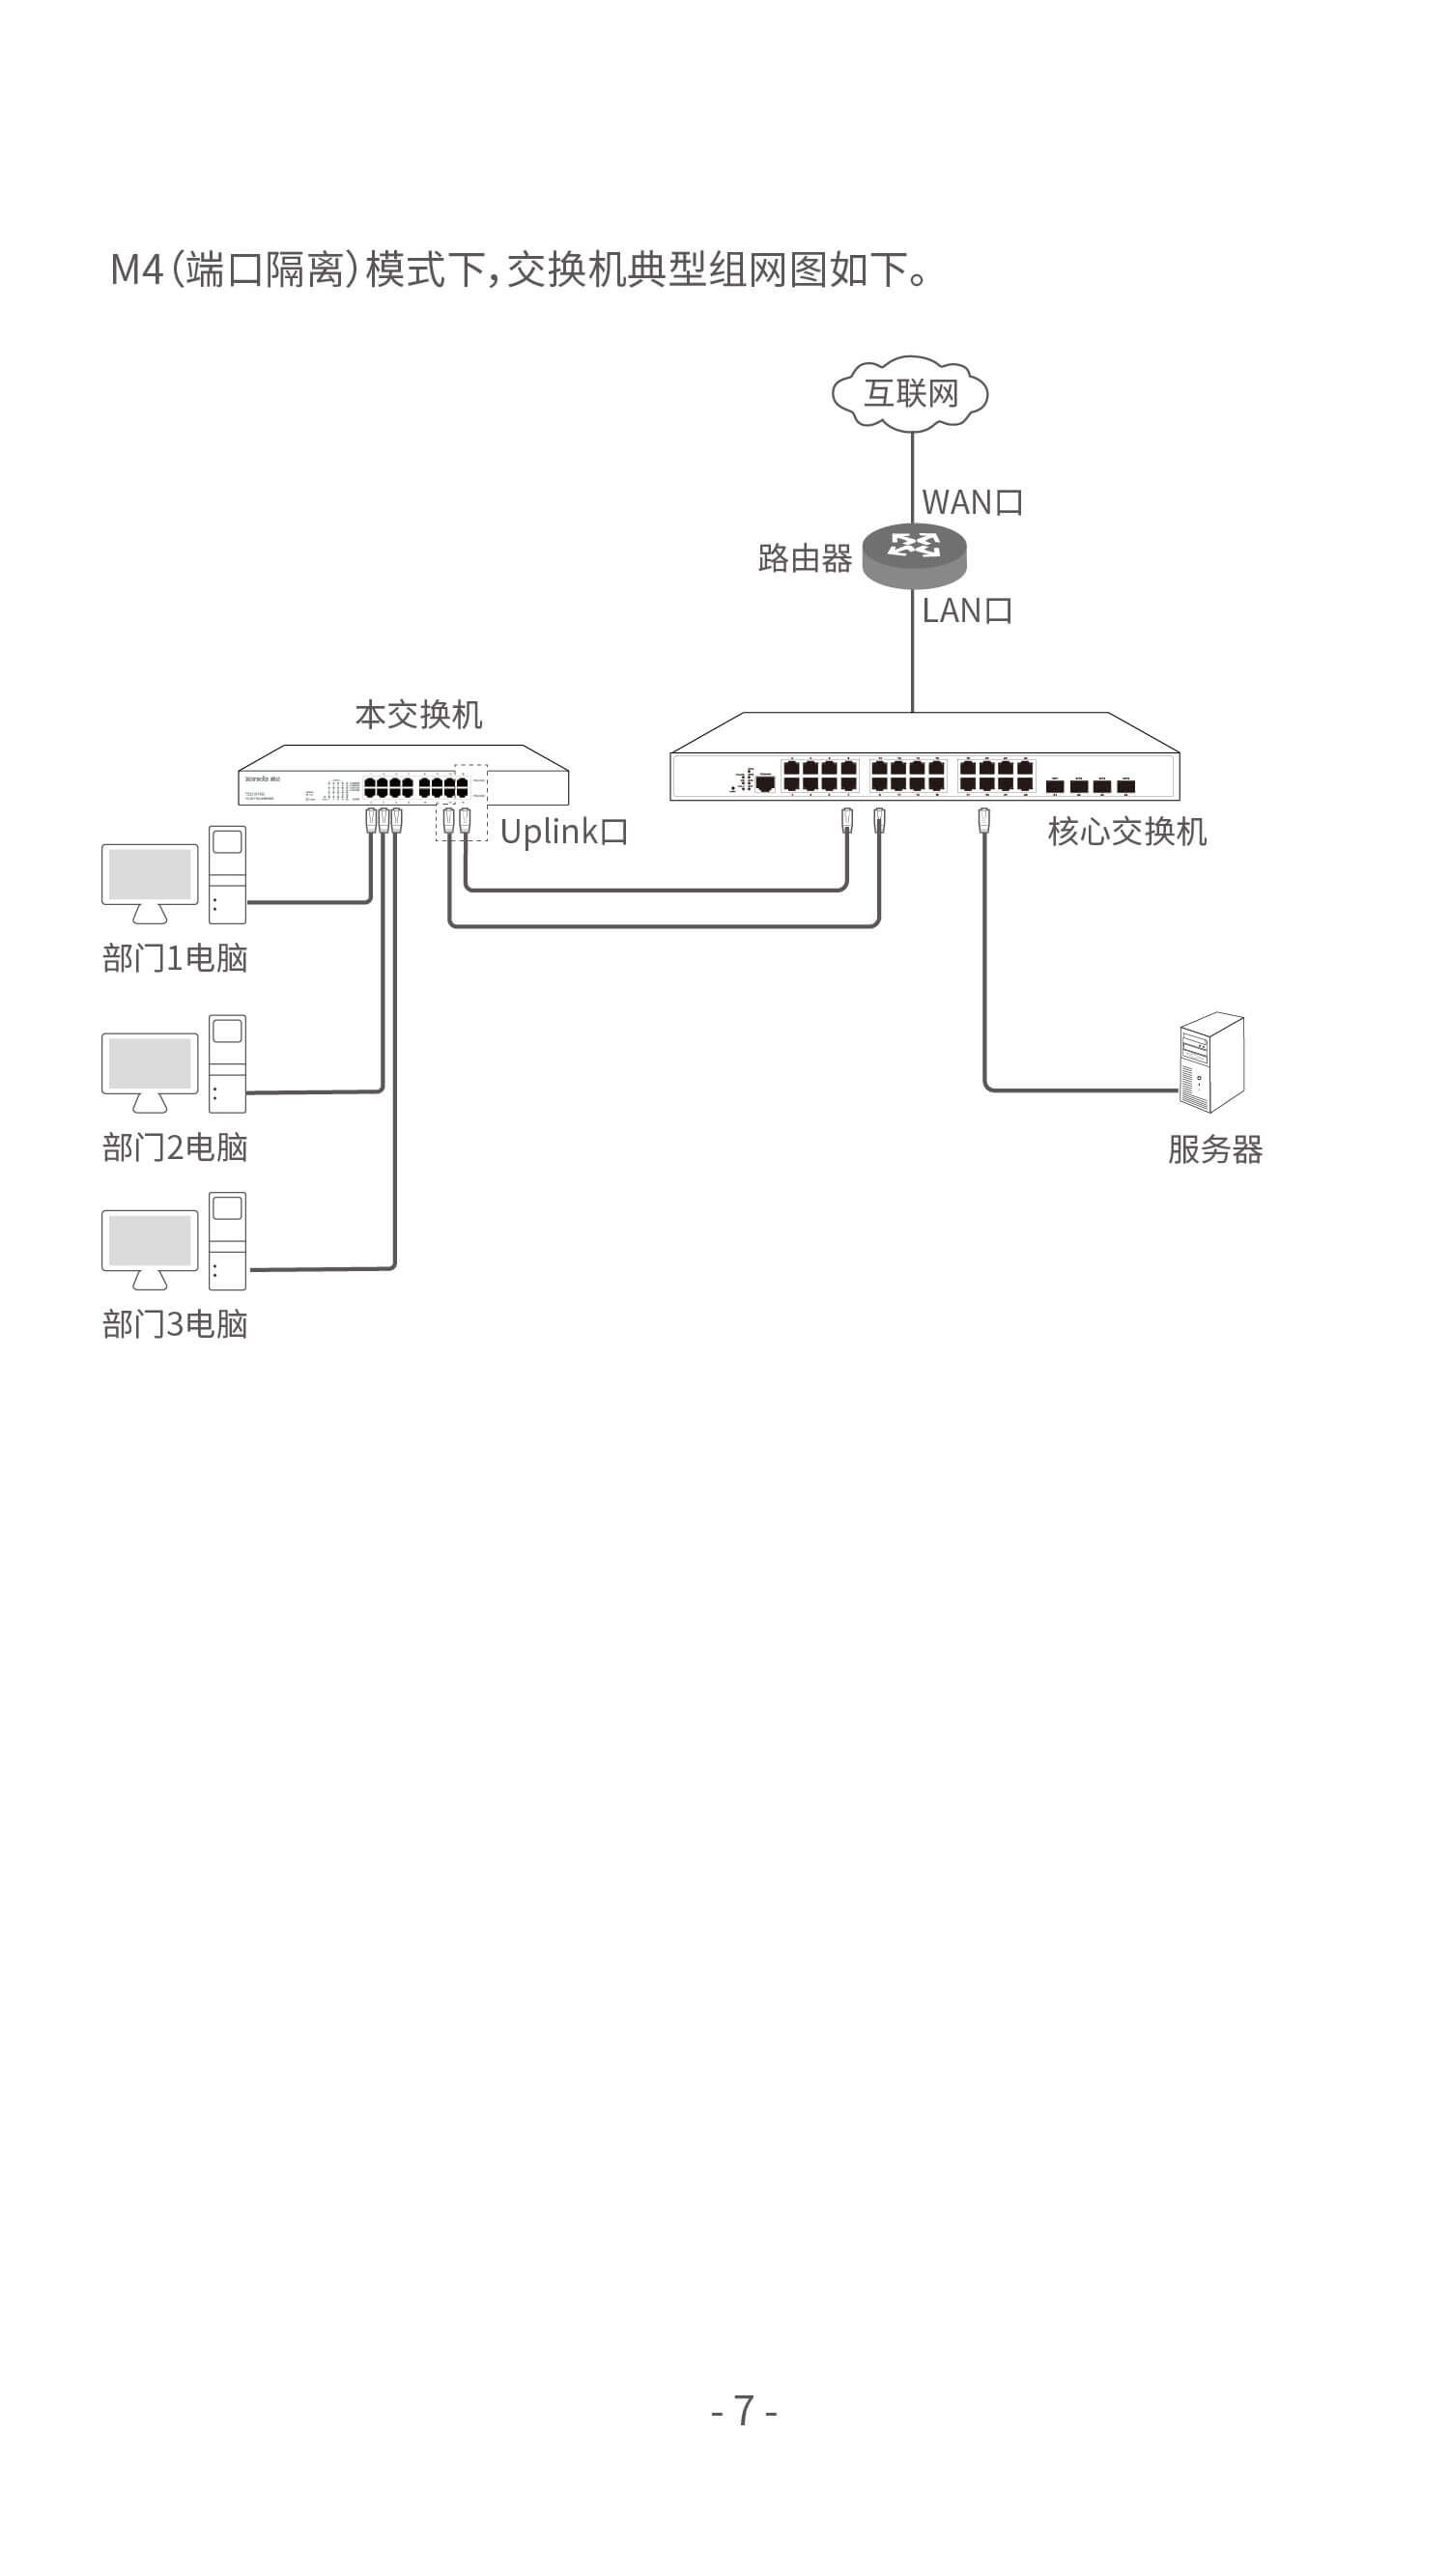 M4（端口隔离）模式下，交换机典型组网图如下。
互联网
WAN口
路由器
LAN口
本交换机
Uplink口
核心交换机
部门1电脑
部门2电脑
服务器
部门3电脑
- 7 -